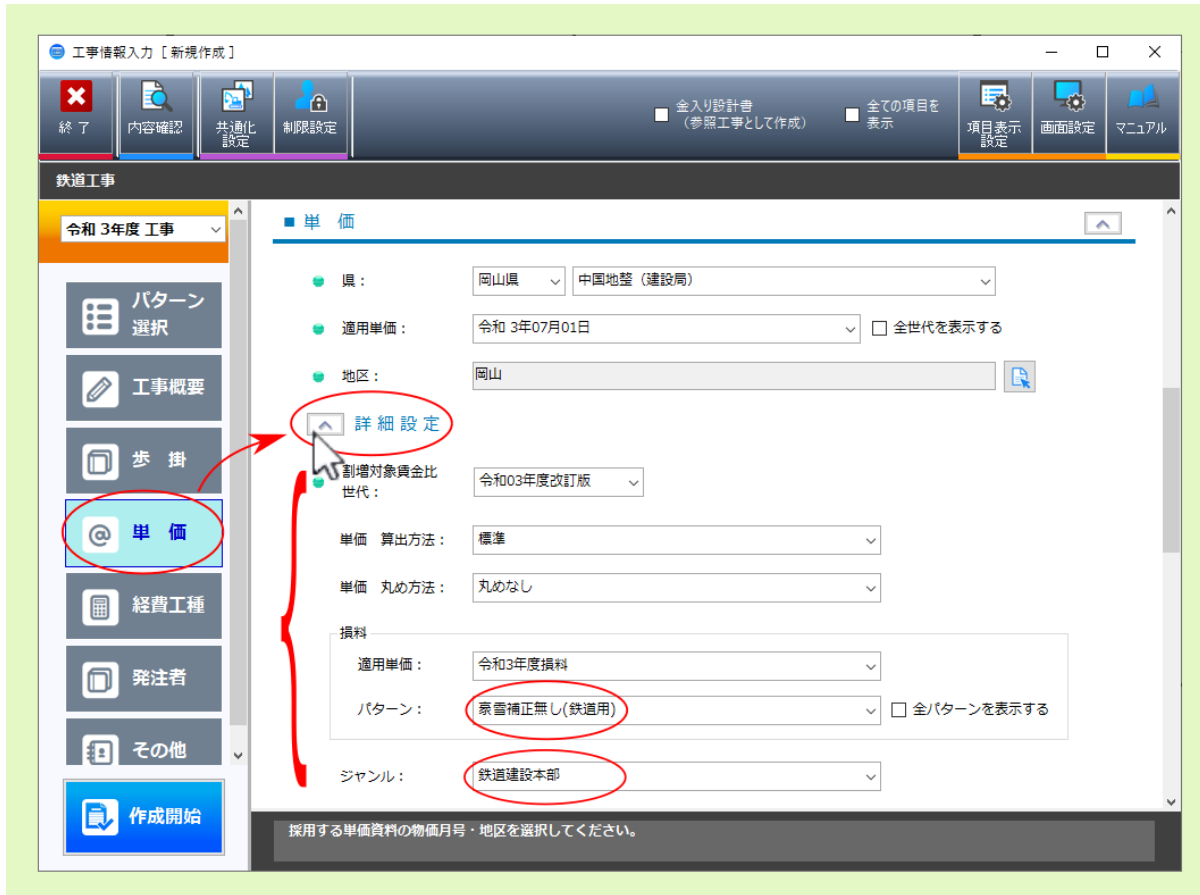 工事情報入力 [ 新規作成 ]
終 了
内容確認
共通化
設定
制限設定
金入り設計書
(参照工事として作成)
全ての項目を
表示
項目表示
設定
画面設定
マニュアル
鉄道工事
令和 3年度 工事
パターン
選択
工事概要
歩 掛
単 価
経費工種
発注者
その他
作成開始
■ 単 価
県：
岡山県
中国地整（建設局）
適用単価：
令和 3年07月01日
全世代を表示する
地区：
岡山
詳 細 設 定
割増対象賃金比
世代：
令和03年度改訂版
単価 算出方法：
標準
単価 丸め方法：
丸めなし
損料
適用単価：
令和3年度損料
パターン：
豪雪補正無し(鉄道用)
全パターンを表示する
ジャンル：
鉄道建設本部
採用する単価資料の物価月号・地区を選択してください。